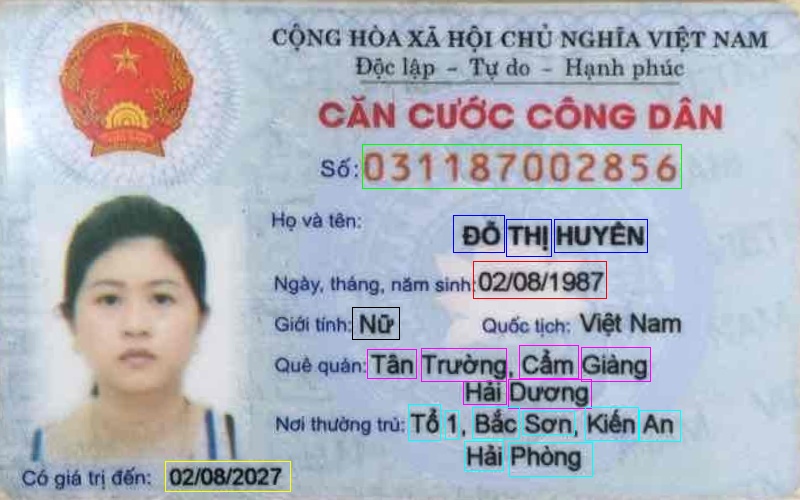 CỘNG HÒA XÃ HỘI CHỦ NGHĨA VIỆT NAM
Độc lập - Tự do - Hạnh phúc
CĂN CƯỚC CÔNG DÂN
Số: 031187002856
Họ và tên:
ĐỖ THỊ HUYÊN
Ngày, tháng, năm sinh: 02/08/1987
Giới tính: Nữ Quốc tịch: Việt Nam
Quê quán: Tân Trường, Cẩm Giàng
Hải Dương
Nơi thường trú: Tổ 1, Bắc Sơn, Kiến An
Hải Phòng
Có giá trị đến: 02/08/2027